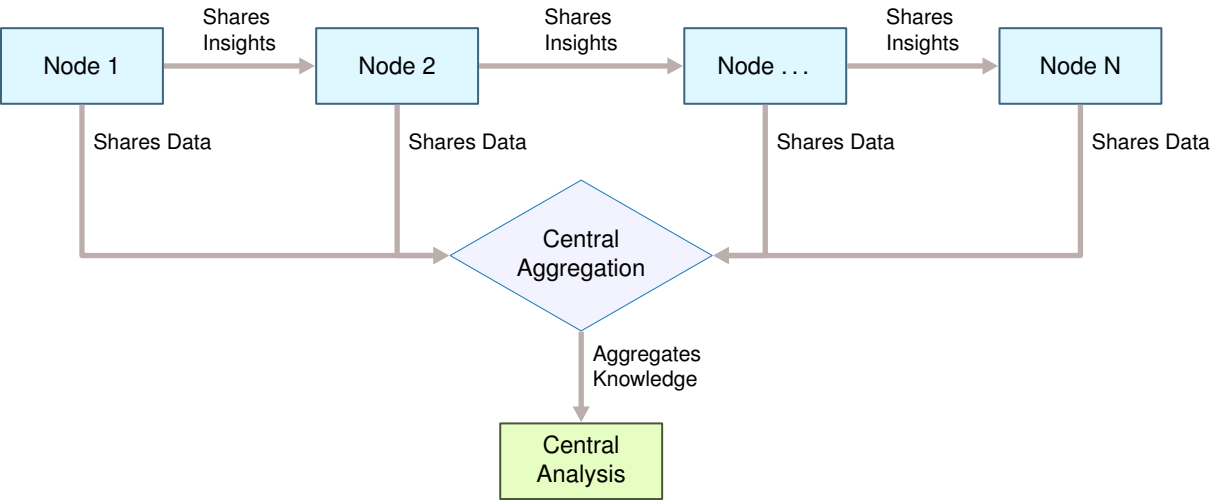 Shares
Insights
Shares
Insights
Shares
Insights
Node 1
Node 2
Node . . .
Node N
Shares Data
Shares Data
Shares Data
Shares Data
Central
Aggregation
Aggregates
Knowledge
Central
Analysis